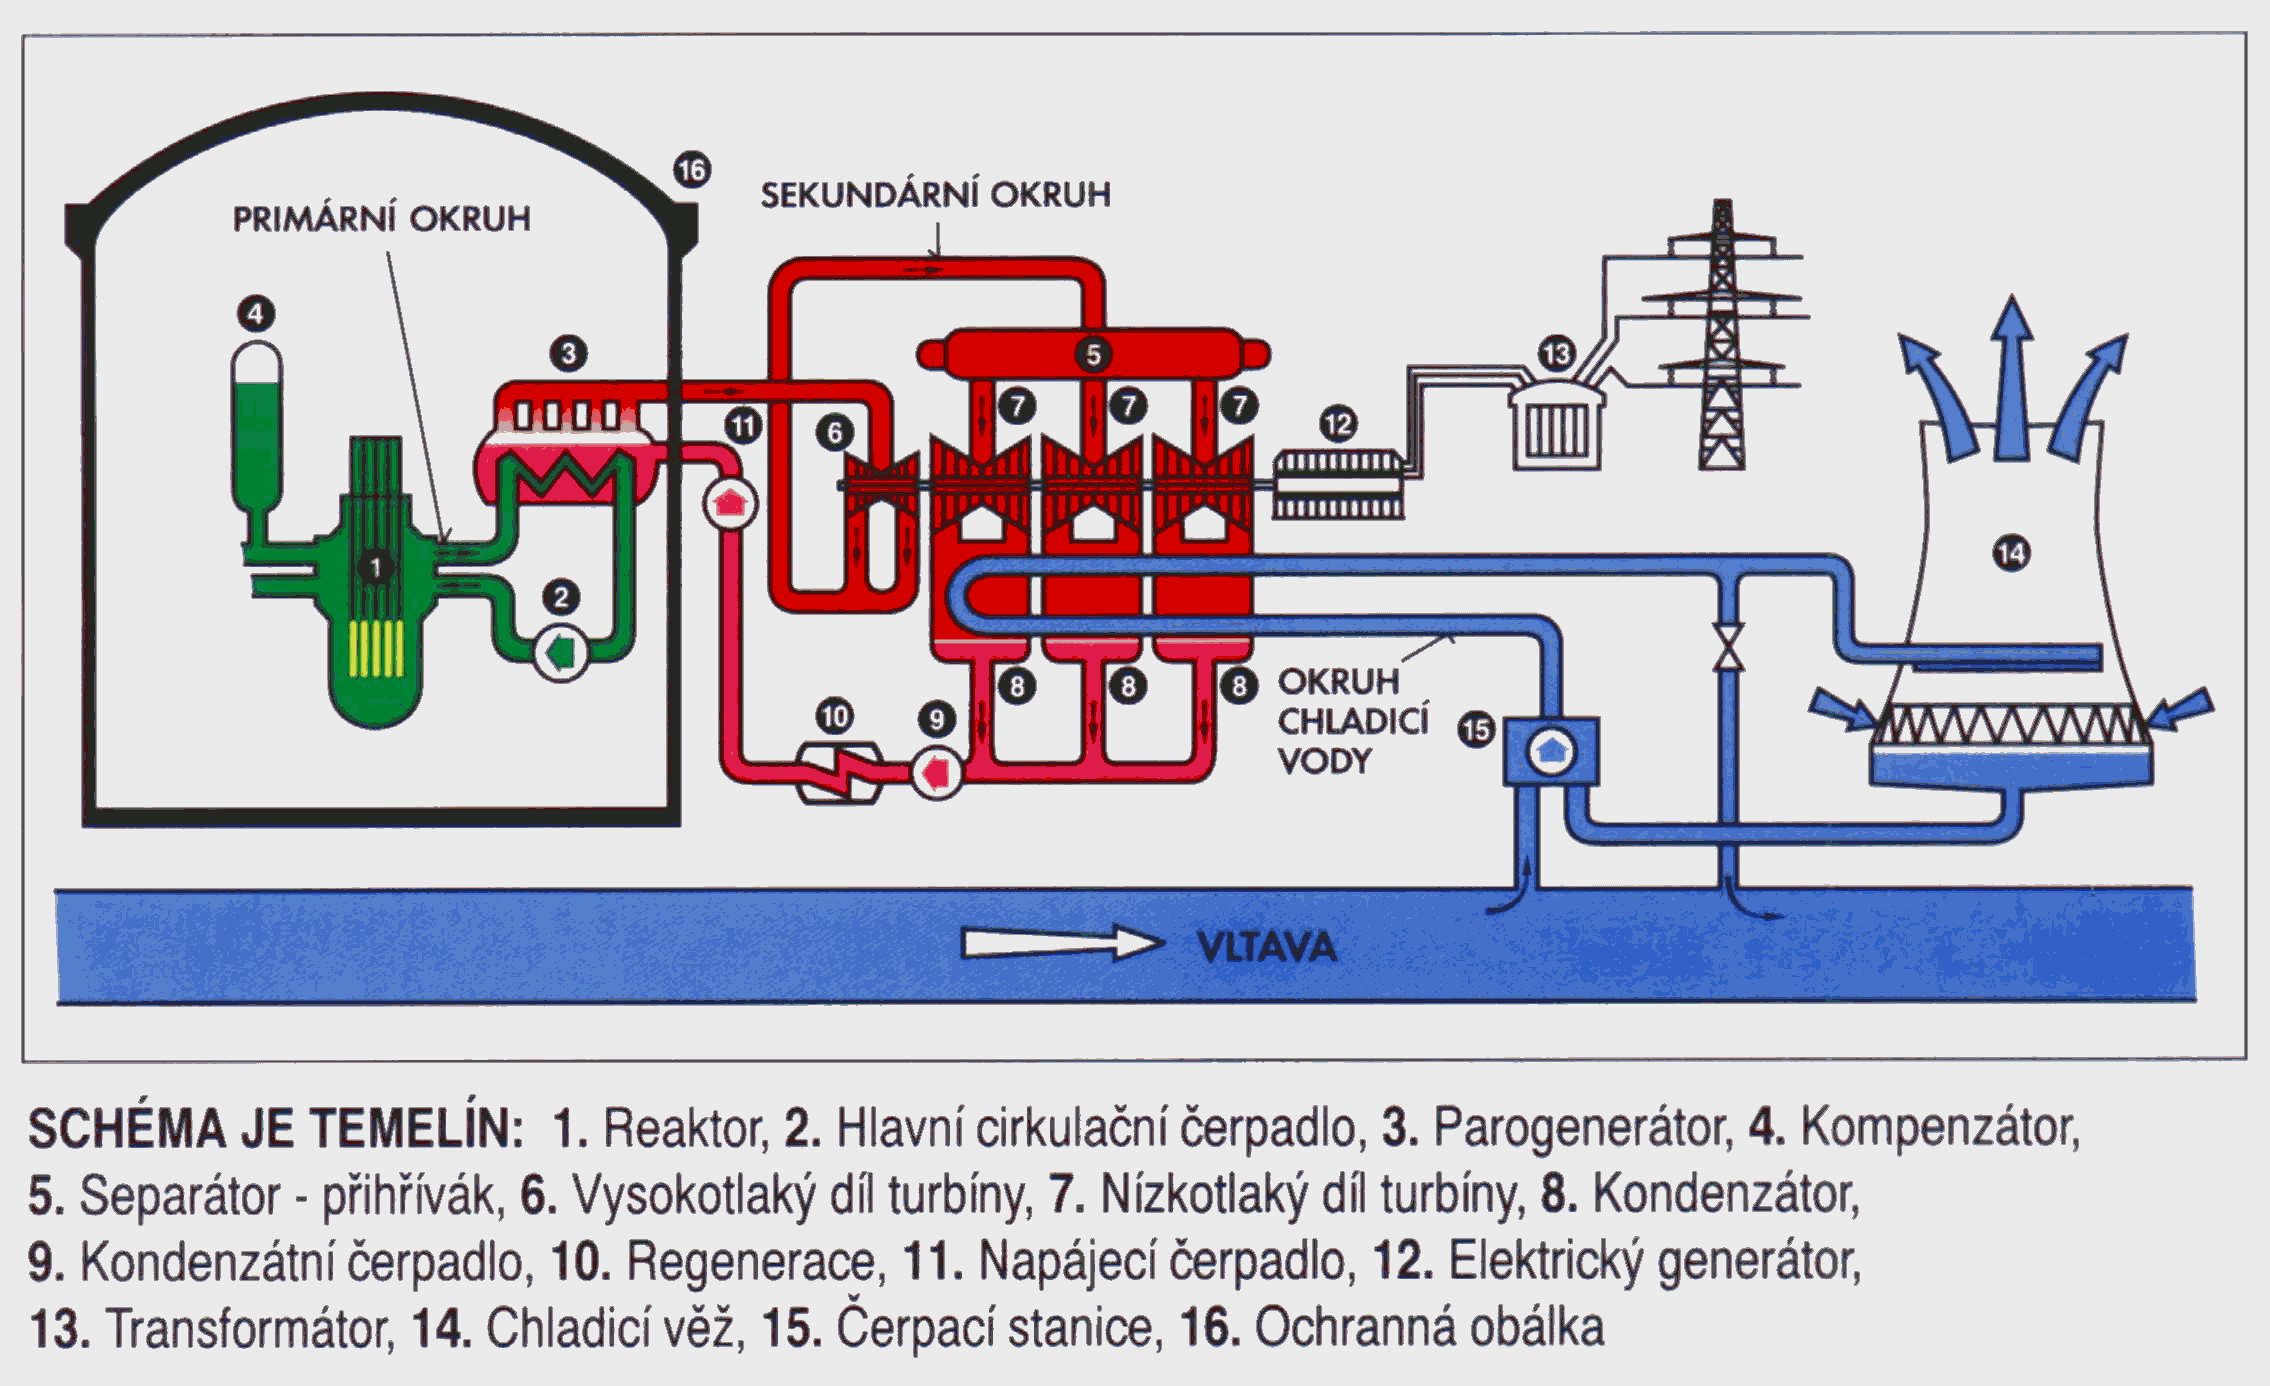 16
SEKUNDÁRNÍ OKRUH
PRIMÁRNÍ OKRUH
4
3
5
13
7
7
7
11
6
12
1
14
2
8
8
8
OKRUH
CHLADICÍ
VODY
10
9
15
VLTAVA
SCHÉMA JE TEMELÍN: 1. Reaktor, 2. Hlavní cirkulační čerpadlo, 3. Parogenerátor, 4. Kompenzátor,
5. Separátor - přihřívák, 6. Vysokotlaký díl turbíny, 7. Nízkotlaký díl turbíny, 8. Kondenzátor,
9. Kondenzátní čerpadlo, 10. Regenerace, 11. Napájecí čerpadlo, 12. Elektrický generátor,
13. Transformátor, 14. Chladicí věž, 15. Čerpací stanice, 16. Ochranná obálka